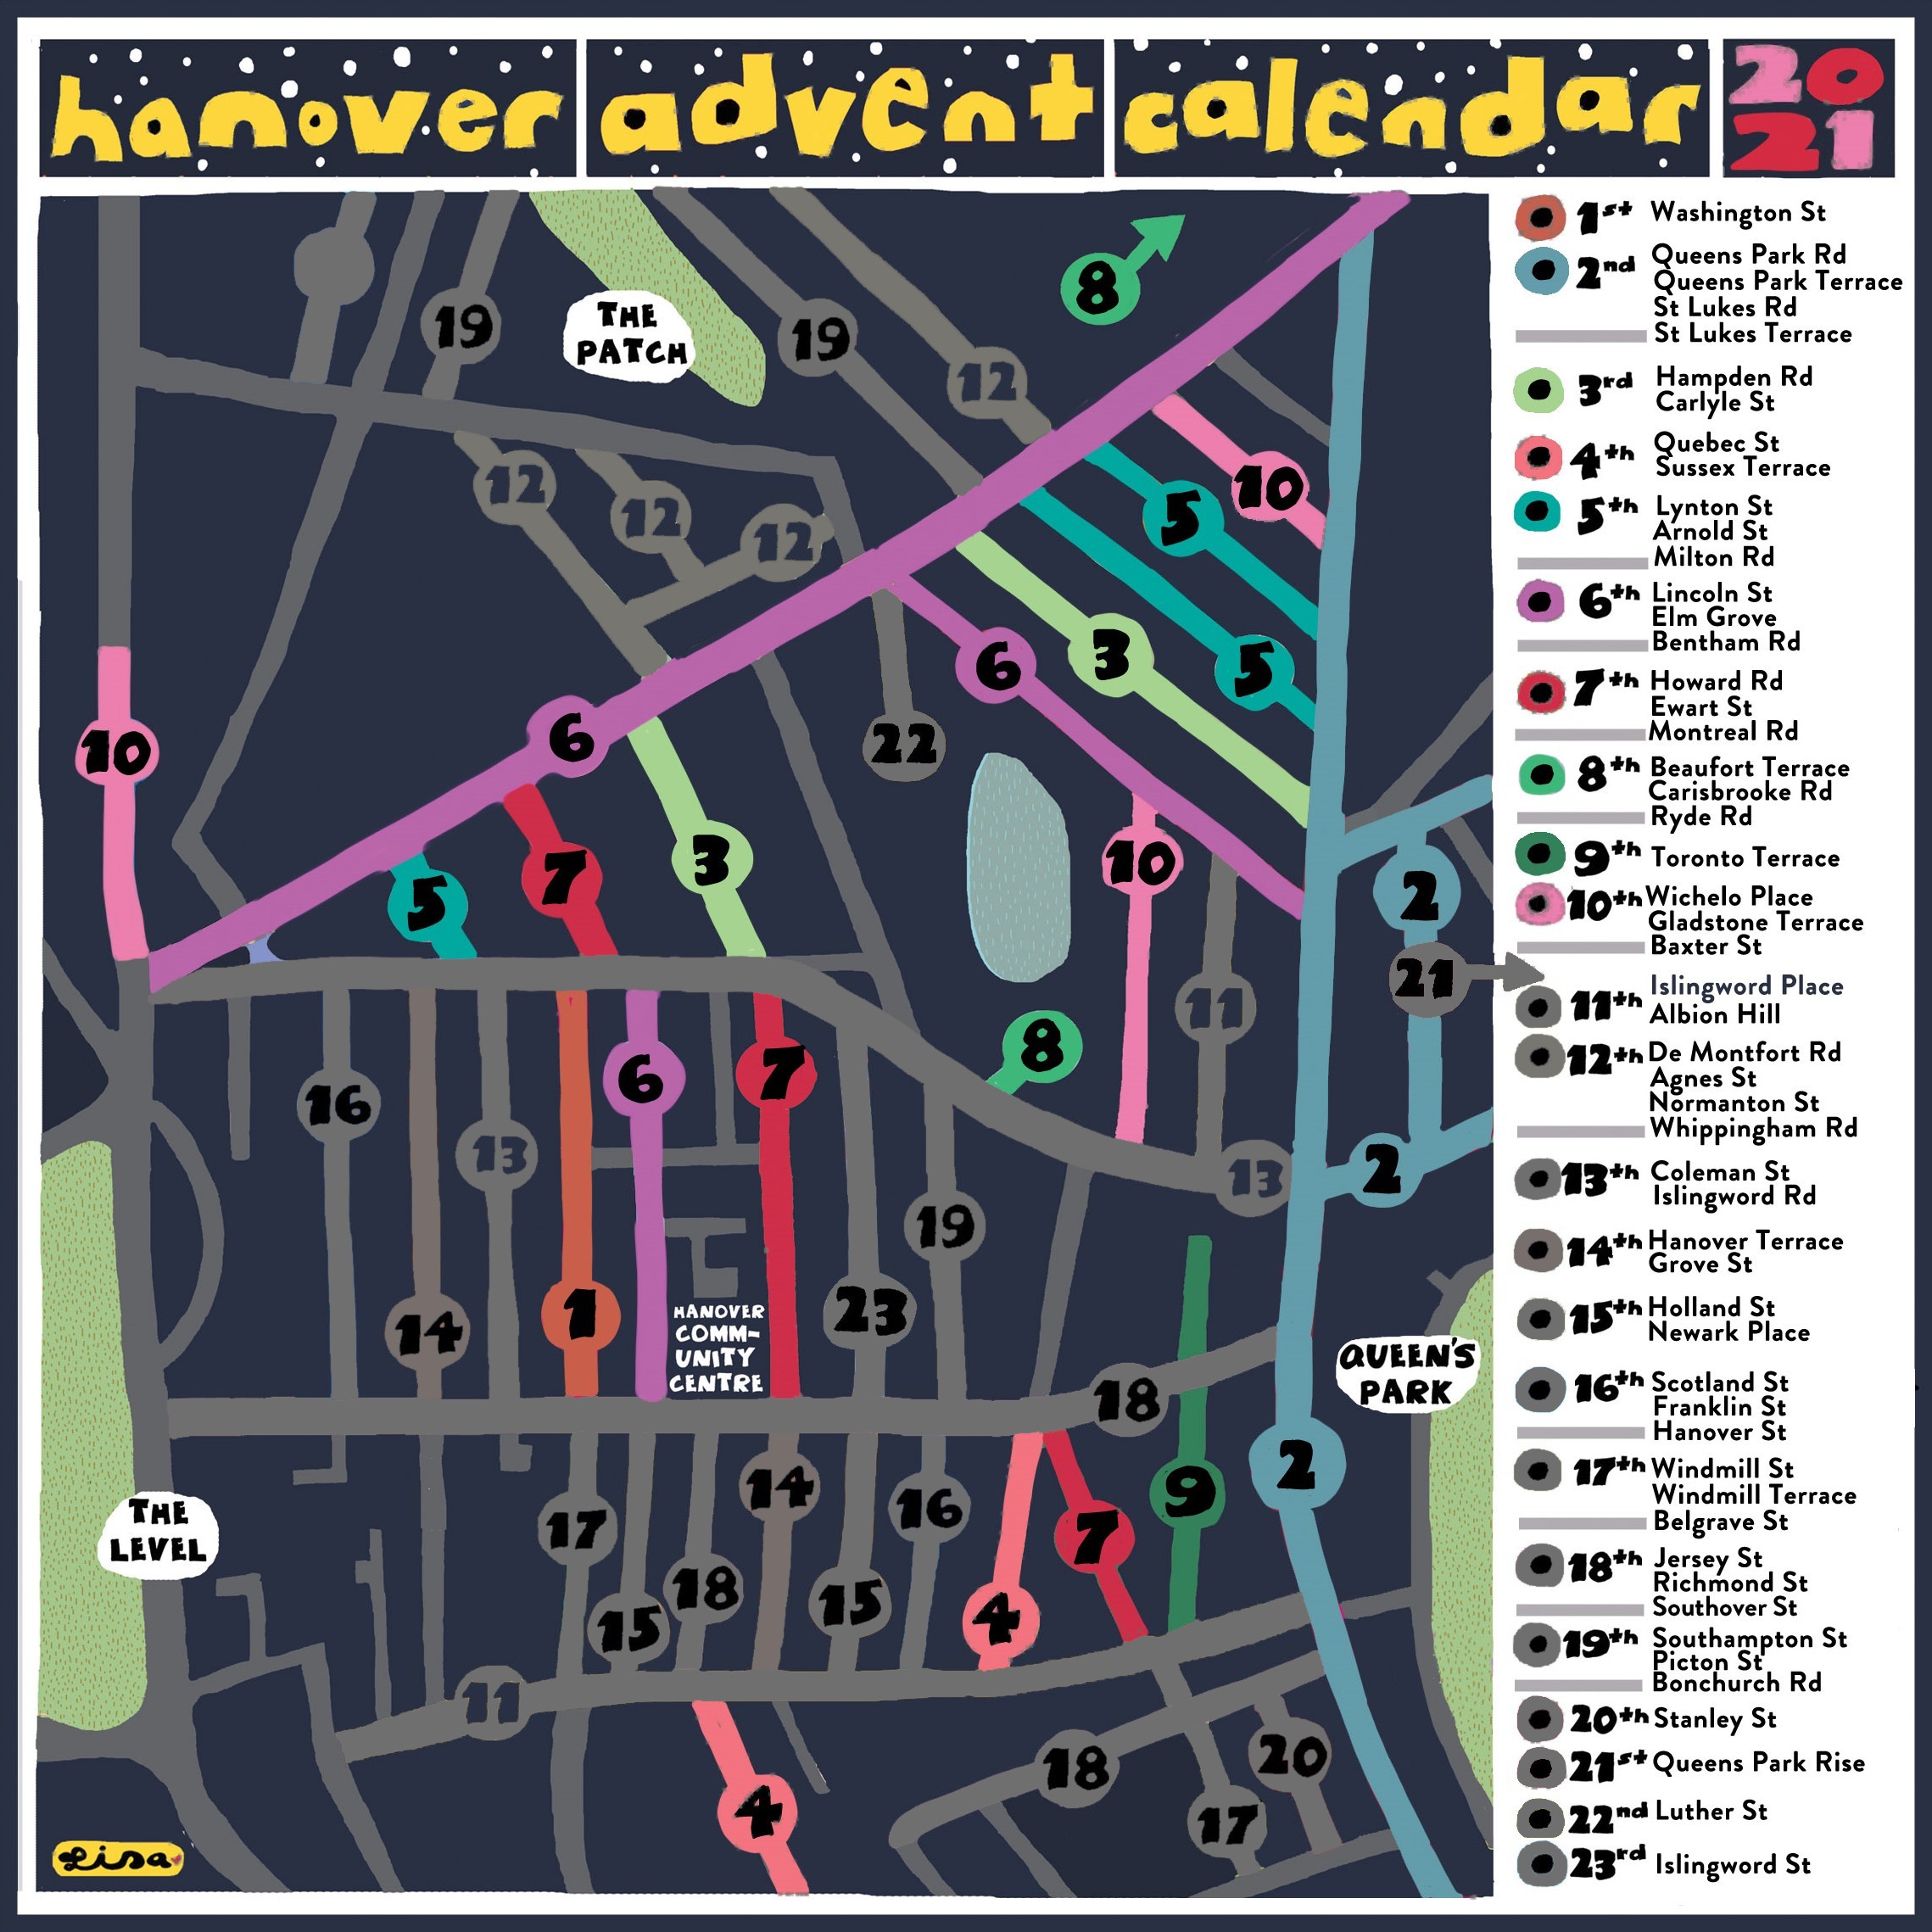 hanover advent calendar 2021
1st Washington St
2nd Queens Park Rd
Queens Park Terrace
St Lukes Rd
St Lukes Terrace
3rd Hampden Rd
Carlyle St
4th Quebec St
Sussex Terrace
5th Lynton St
Arnold St
Milton Rd
6th Lincoln St
Elm Grove
Bentham Rd
7th Howard Rd
Ewart St
Montreal Rd
8th Beaufort Terrace
Carisbrooke Rd
Ryde Rd
9th Toronto Terrace
10th Wichelo Place
Gladstone Terrace
Baxter St
Islingword Place
11th Albion Hill
12th De Montfort Rd
Agnes St
Normanton St
Whippingham Rd
13th Coleman St
Islingword Rd
14th Hanover Terrace
Grove St
15th Holland St
Newark Place
16th Scotland St
Franklin St
Hanover St
17th Windmill St
Windmill Terrace
Belgrave St
18th Jersey St
Richmond St
Southover St
19th Southampton St
Picton St
Bonchurch Rd
20th Stanley St
21st Queens Park Rise
22nd Luther St
23rd Islingword St
8
19
THE
PATCH
19
12
12
12
12
10
5
3
6
5
10
6
22
7
5
3
10
2
21
11
8
16
6
7
13
13
2
19
14
1
23
HANOVER
COMM-
UNITY
CENTRE
QUEEN'S
PARK
18
2
THE
LEVEL
17
14
16
9
7
15
18
15
4
11
18
20
4
17
Lisa